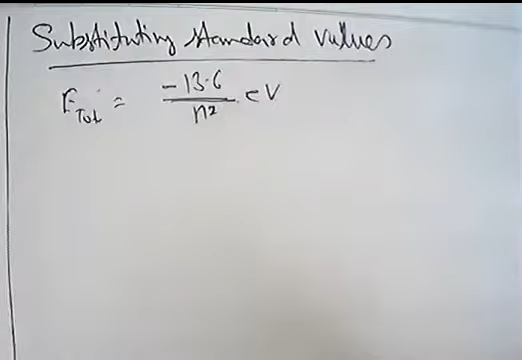 Substituting standard values
E_Tot = -13.6/n² eV